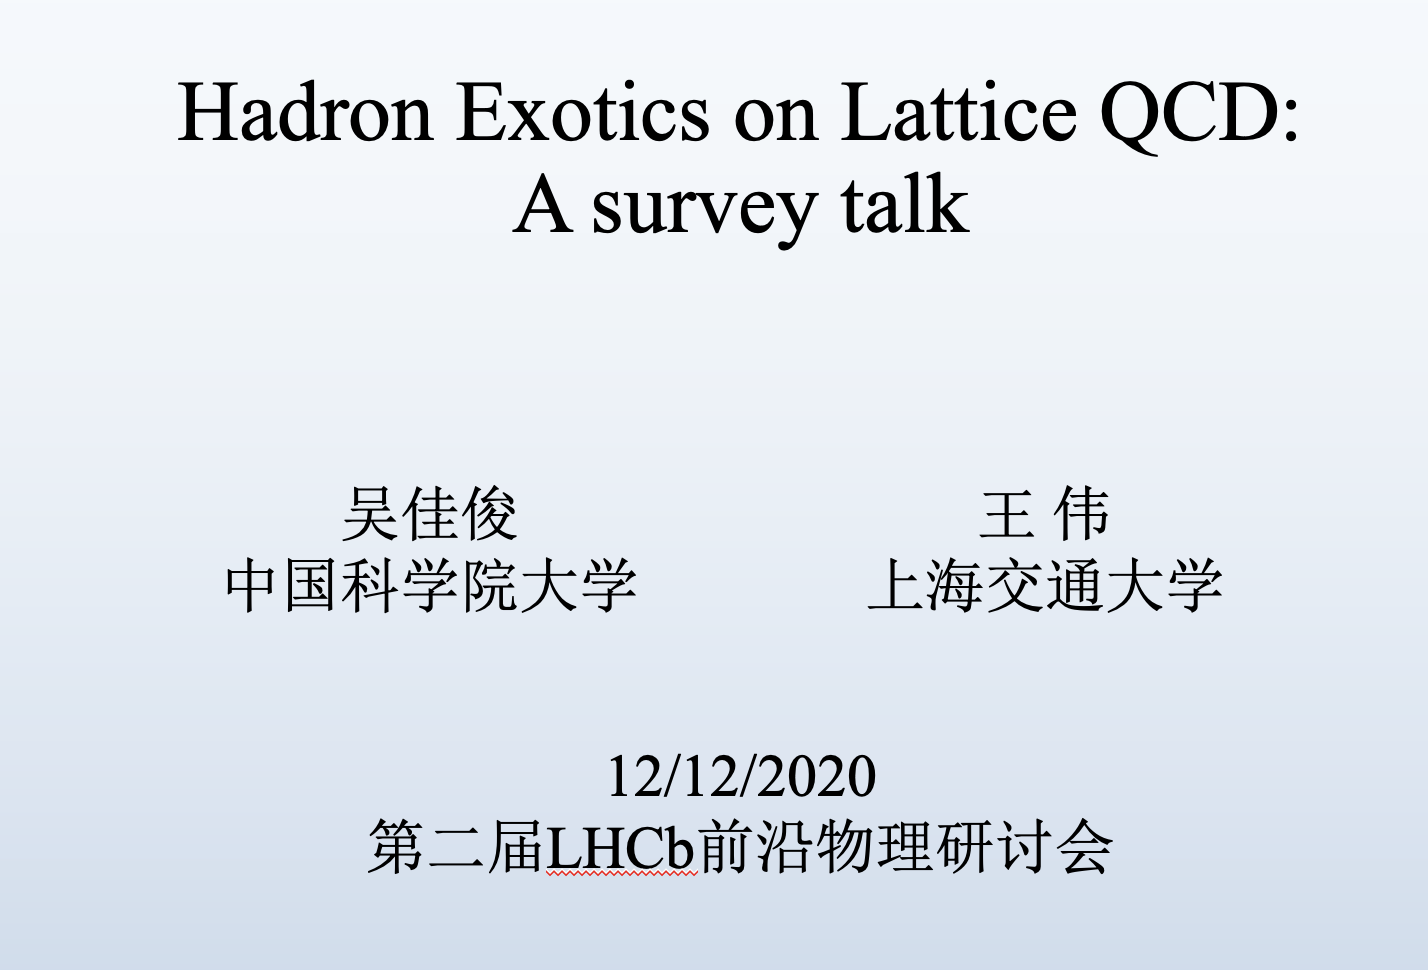 Hadron Exotics on Lattice QCD:
A survey talk
吴佳俊
中国科学院大学
王 伟
上海交通大学
12/12/2020
第二届LHCb前沿物理研讨会